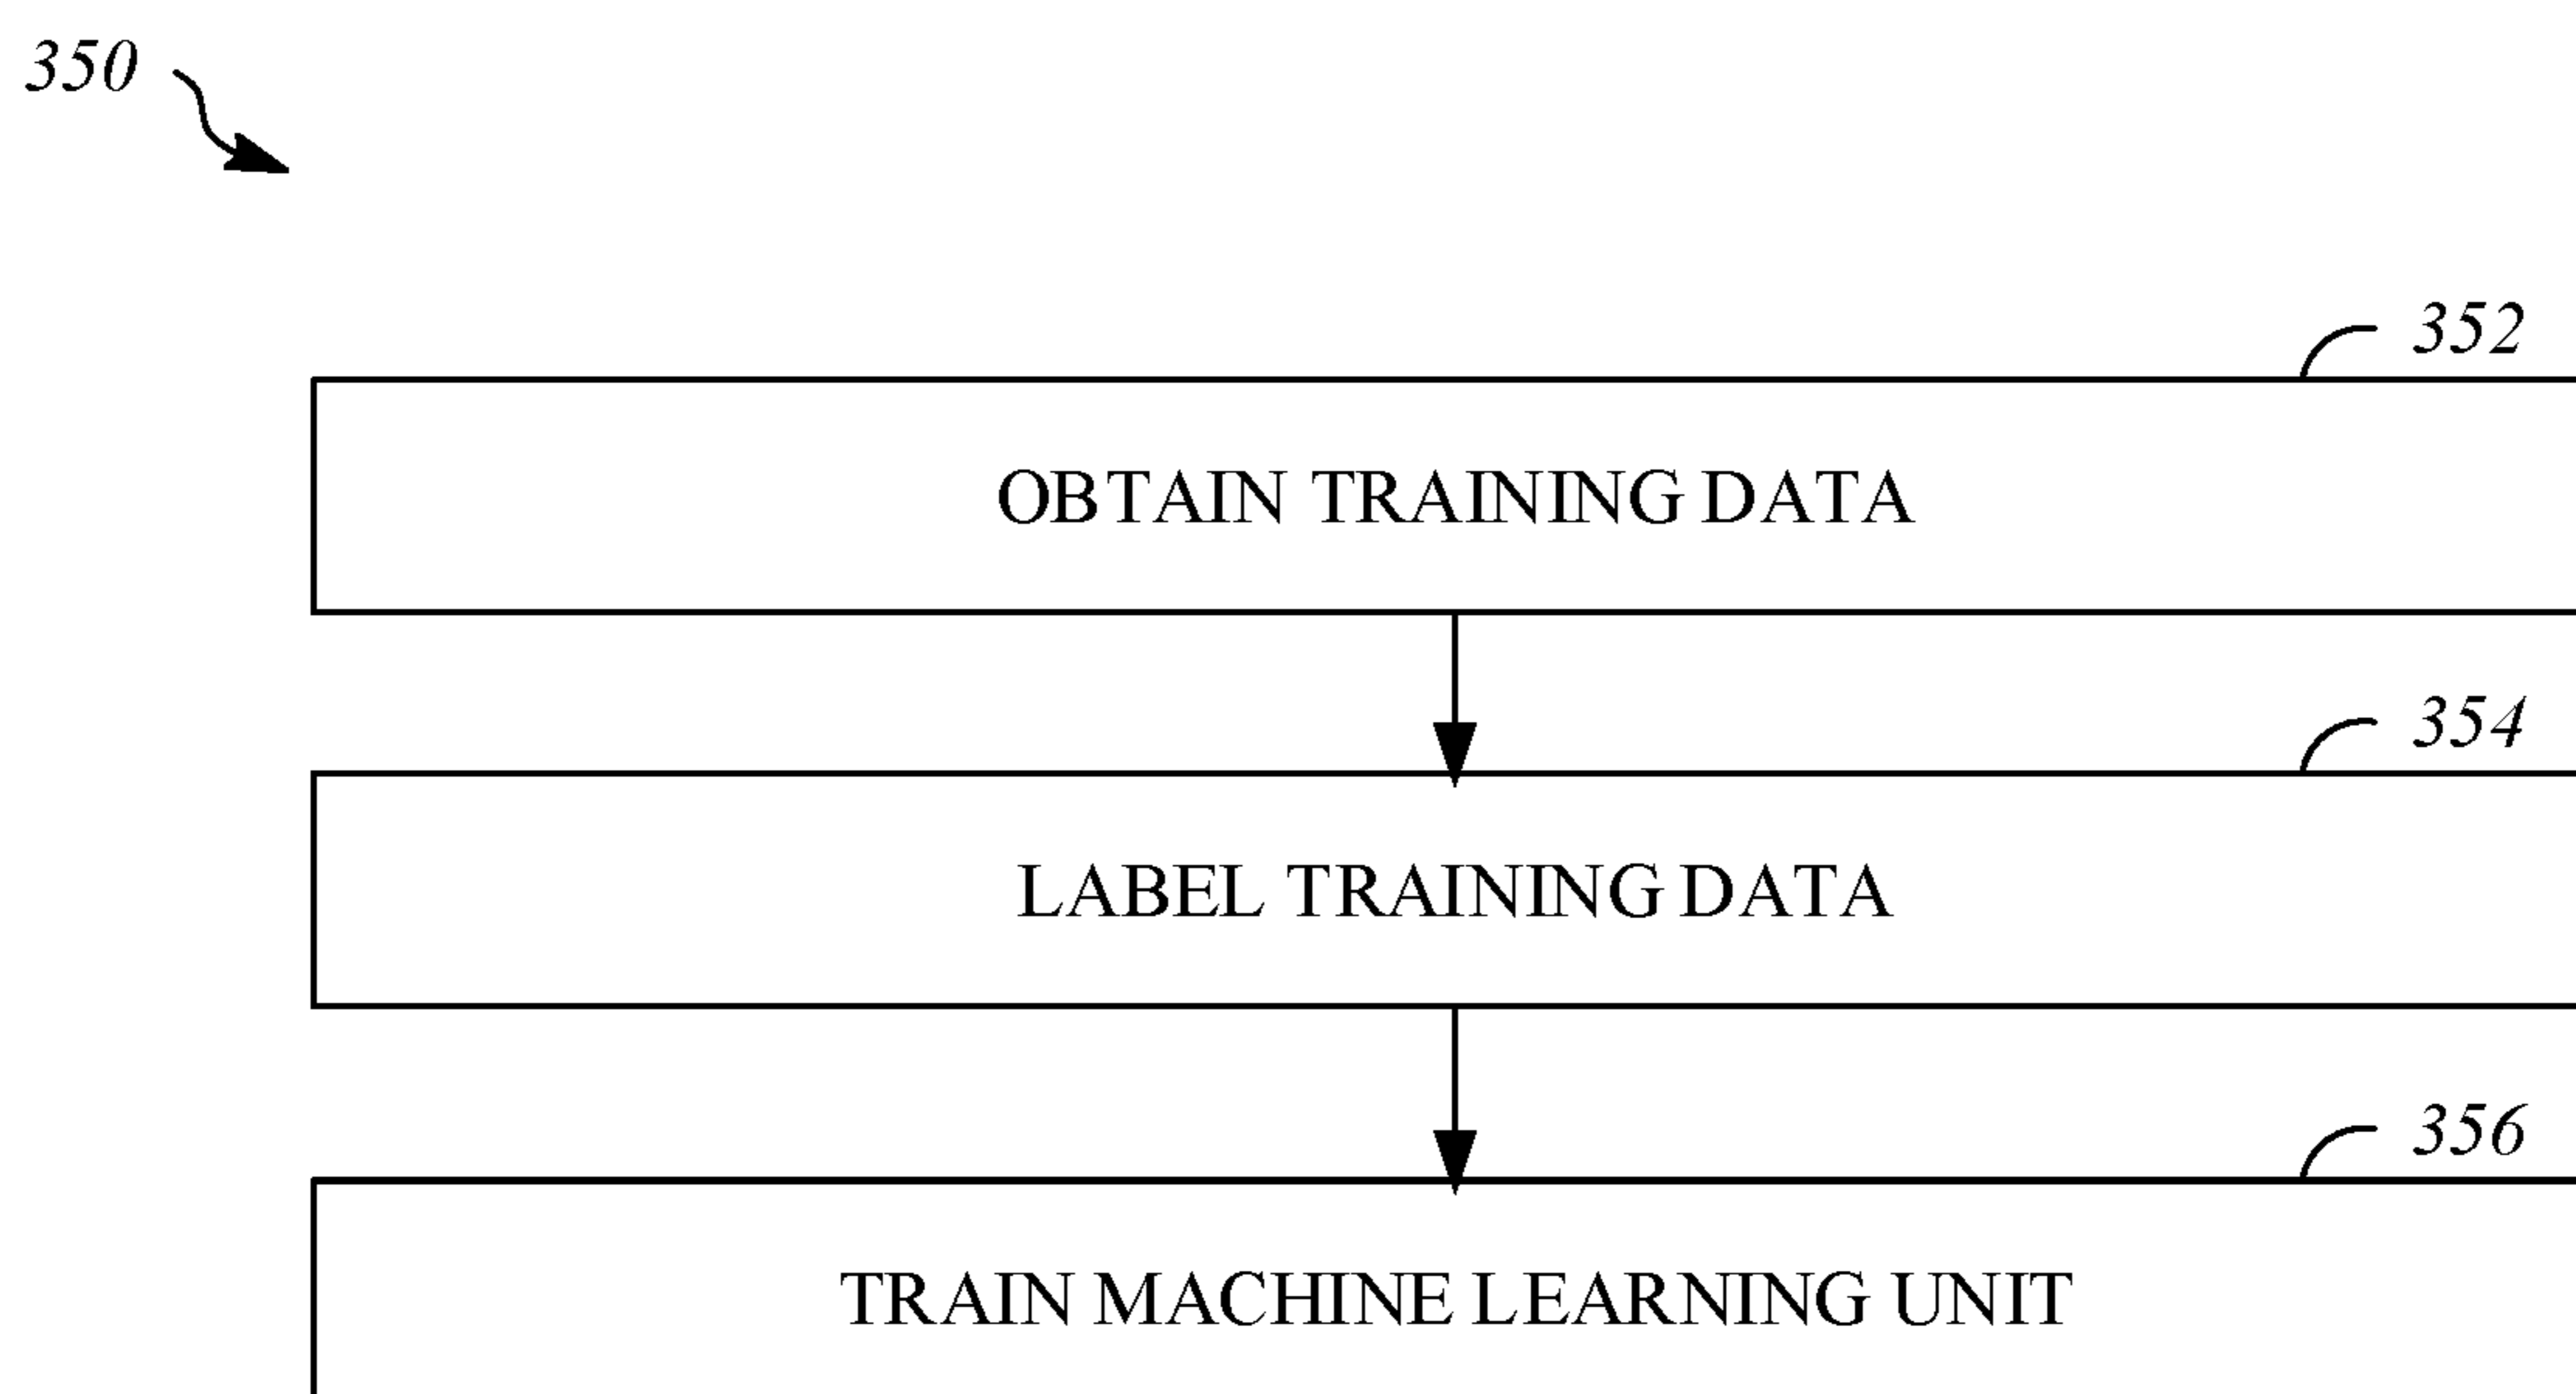 350
352
OBTAIN TRAINING DATA
354
LABEL TRAINING DATA
356
TRAIN MACHINE LEARNING UNIT